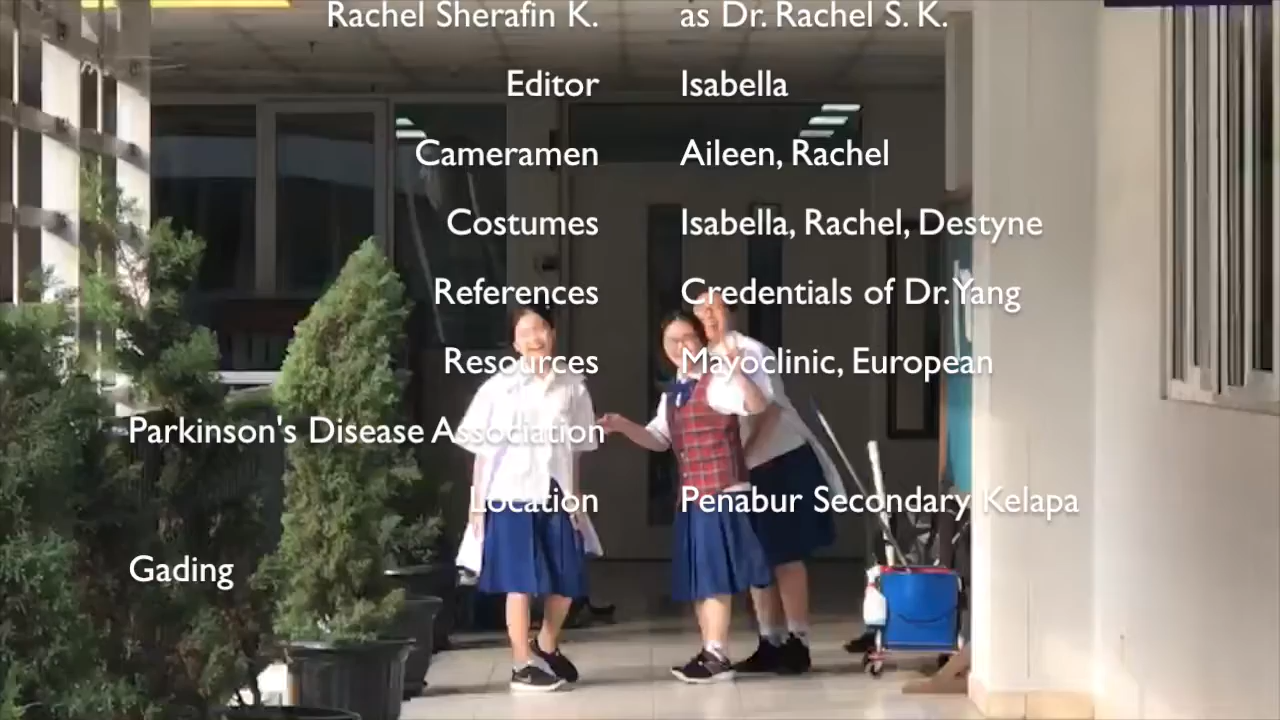 Rachel Sherafin K. as Dr. Rachel S. K.
Editor Isabella
Cameramen Aileen, Rachel
Costumes Isabella, Rachel, Destyne
References Credentials of Dr. Yang
Resources Mayoclinic, European
Parkinson's Disease Association
Location Penabur Secondary Kelapa
Gading